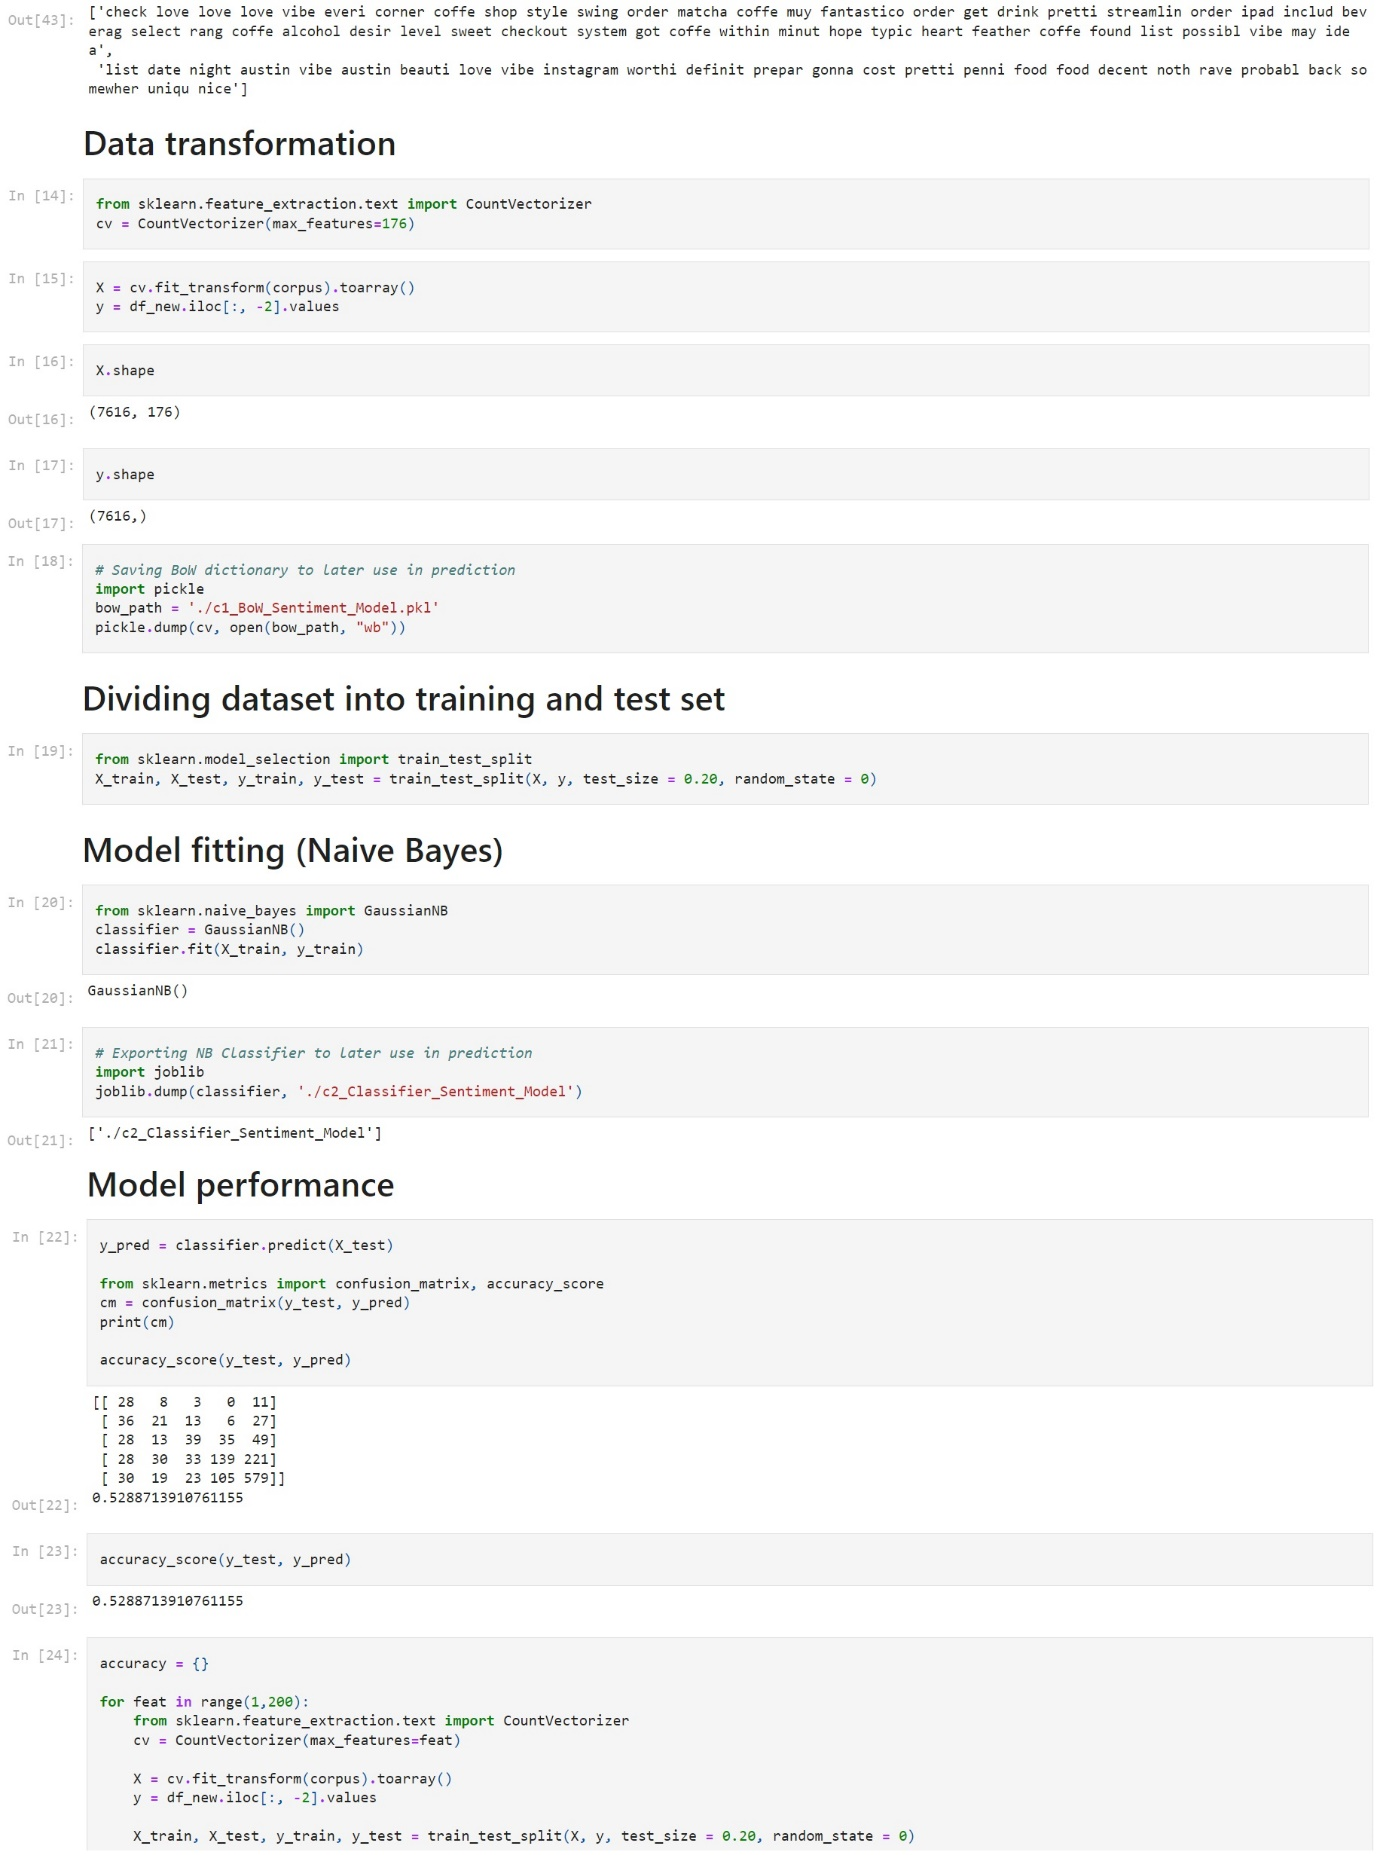 Out[43]: ['check love love love vibe everi corner coffe shop style swing order matcha coffe muy fantastico order get drink pretti streamlin order ipad includ bev
erag select rang coffe alcohol desir level sweet checkout system got coffe within minut hope typic heart feather coffe found list possibl vibe may ide
a',
'list date night austin vibe austin beauti love vibe instagram worthi definit prepar gonna cost pretti penni food food decent noth rave probabl back so
mewher uniqu nice']
Data transformation
In [14]:
from sklearn.feature_extraction.text import CountVectorizer
cv = CountVectorizer(max_features=176)
In [15]:
X = cv.fit_transform(corpus).toarray()
y = df_new.iloc[:, -2].values
In [16]:
X.shape
Out[16]: (7616, 176)
In [17]:
y.shape
Out[17]: (7616,)
In [18]:
# Saving BoW dictionary to later use in prediction
import pickle
bow_path = './c1_BoW_Sentiment_Model.pkl'
pickle.dump(cv, open(bow_path, "wb"))
Dividing dataset into training and test set
In [19]:
from sklearn.model_selection import train_test_split
X_train, X_test, y_train, y_test = train_test_split(X, y, test_size = 0.20, random_state = 0)
Model fitting (Naive Bayes)
In [20]:
from sklearn.naive_bayes import GaussianNB
classifier = GaussianNB()
classifier.fit(X_train, y_train)
Out[20]: GaussianNB()
In [21]:
# Exporting NB Classifier to later use in prediction
import joblib
joblib.dump(classifier, './c2_Classifier_Sentiment_Model')
Out[21]: ['./c2_Classifier_Sentiment_Model']
Model performance
In [22]:
y_pred = classifier.predict(X_test)
from sklearn.metrics import confusion_matrix, accuracy_score
cm = confusion_matrix(y_test, y_pred)
print(cm)
accuracy_score(y_test, y_pred)
[[ 28 8 3 0 11]
[ 36 21 13 6 27]
[ 28 13 39 35 49]
[ 28 30 33 139 221]
[ 30 19 23 105 579]]
Out[22]: 0.5288713910761155
In [23]:
accuracy_score(y_test, y_pred)
Out[23]: 0.5288713910761155
In [24]:
accuracy = {}
for feat in range(1,200):
from sklearn.feature_extraction.text import CountVectorizer
cv = CountVectorizer(max_features=feat)
X = cv.fit_transform(corpus).toarray()
y = df_new.iloc[:, -2].values
X_train, X_test, y_train, y_test = train_test_split(X, y, test_size = 0.20, random_state = 0)